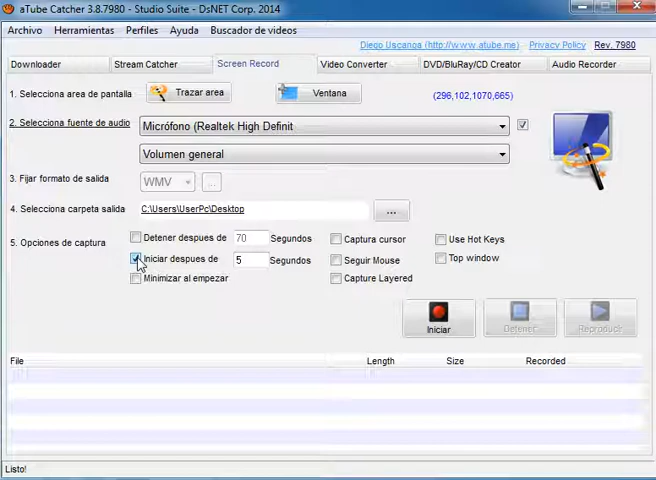 aTube Catcher 3.8.7980 - Studio Suite - DsNET Corp. 2014
Archivo Herramientas Perfiles Ayuda Buscador de videos
Diego Uscanga (http://www.atube.me) Privacy Policy Rev. 7980
Downloader Stream Catcher Screen Record Video Converter DVD/BluRay/CD Creator Audio Recorder
1. Selecciona area de pantalla Trazar area Ventana (296,102,1070,665)
2. Selecciona fuente de audio Micrófono (Realtek High Definit
Volumen general
3. Fijar formato de salida WMV ...
4. Selecciona carpeta salida C:\Users\UserPc\Desktop ...
5. Opciones de captura
Detener despues de 70 Segundos Captura cursor Use Hot Keys
Iniciar despues de 5 Segundos Seguir Mouse Top window
Minimizar al empezar Capture Layered
Iniciar Detener Reproducir
File Length Size Recorded
Listo!